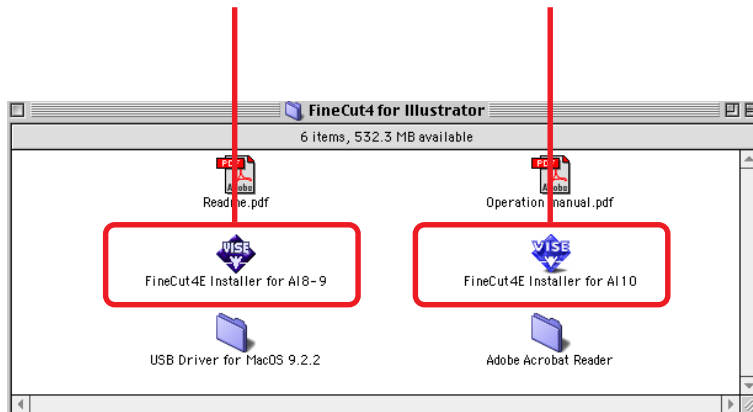 FineCut4 for Illustrator
6 items, 532.3 MB available
PDF
Adobe
PDF
Adobe
Readme.pdf
Operation manual.pdf
VISE
VISE
FineCut4E Installer for AI8-9
FineCut4E Installer for AI10
USB Driver for MacOS 9.2.2
Adobe Acrobat Reader